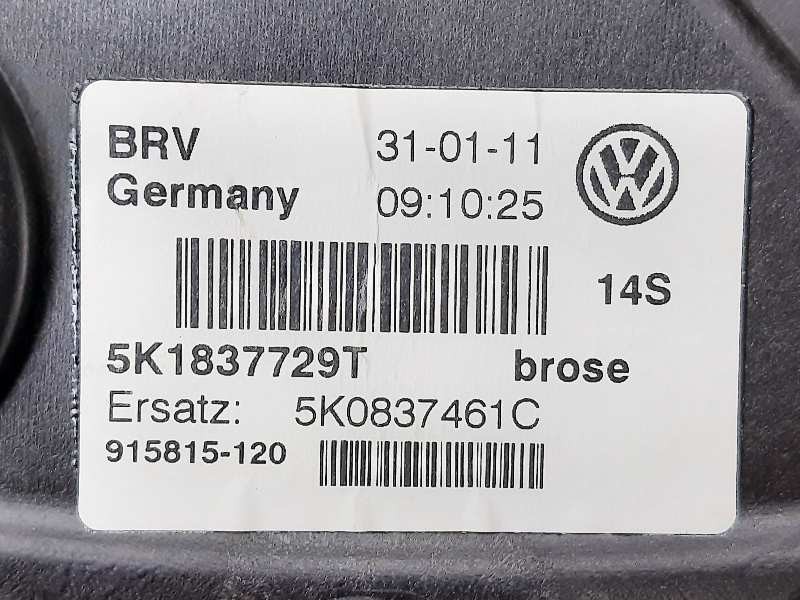 BRV 31-01-11
Germany 09:10:25
14S
5K1837729T brose
Ersatz: 5K0837461C
915815-120